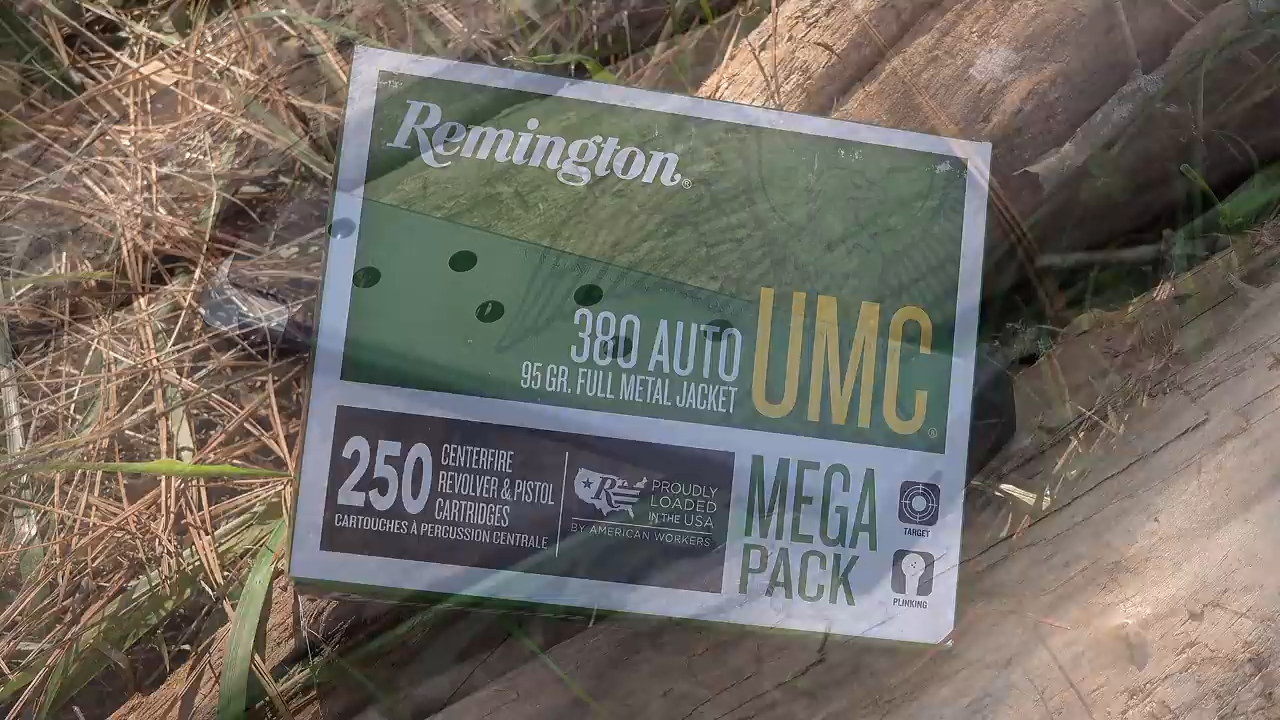 Remington®
380 AUTO
95 GR. FULL METAL JACKET
UMC®
250
CENTERFIRE
REVOLVER & PISTOL
CARTRIDGES
CARTOUCHES À PERCUSSION CENTRALE
R
PROUDLY
LOADED
IN THE USA
BY AMERICAN WORKERS
MEGA
PACK
TARGET
PLINKING